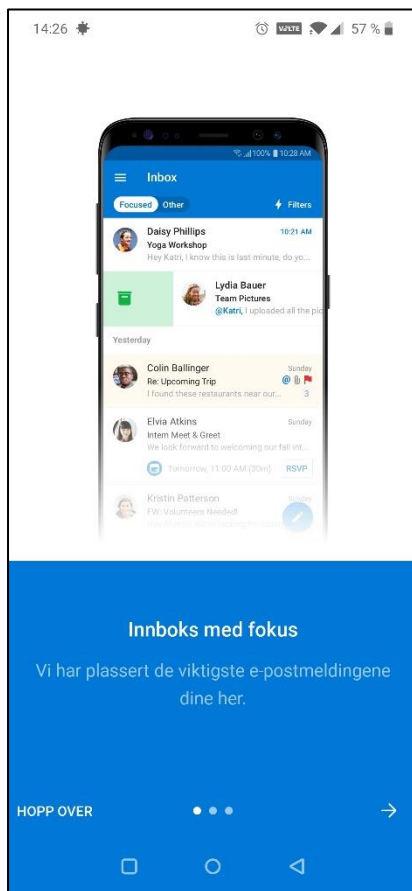 14:26
VoLTE 57 %
100% 10:28 AM
Inbox
Focused Other Filters
Daisy Phillips 10:21 AM
Yoga Workshop
Hey Katri, I know this is last minute, do yo...
Lydia Bauer
Team Pictures
@Katri, I uploaded all the pic
Yesterday
Colin Ballinger Sunday
Re: Upcoming Trip
I found these restaurants near our... 3
Elvia Atkins Sunday
Intern Meet & Greet
We look forward to welcoming our fall int...
Tomorrow, 11:00 AM (30m) RSVP
Kristin Patterson Sunday
FW: Volunteers Needed!
Innboks med fokus
Vi har plassert de viktigste e-postmeldingene
dine her.
HOPP OVER